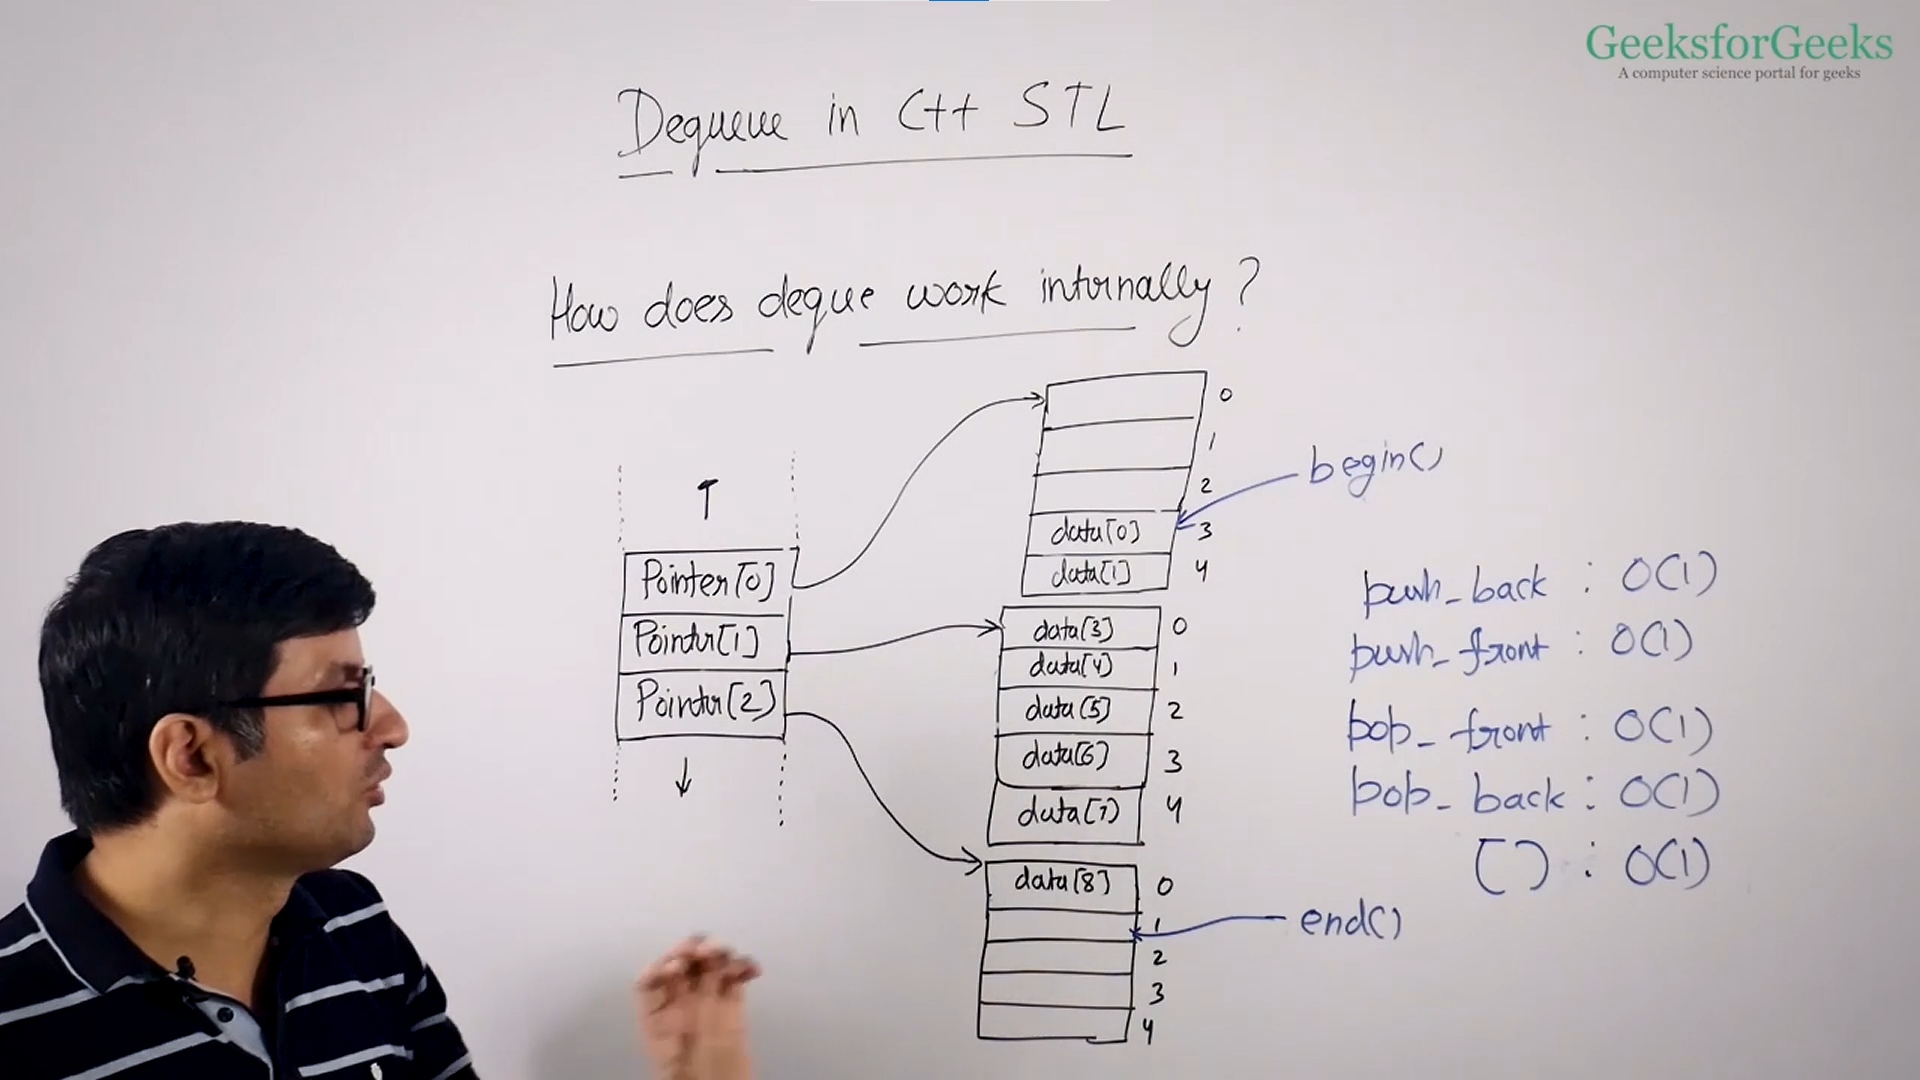 GeeksforGeeks
A computer science portal for geeks
Dequeue in C++ STL
How does deque work internally?
0
1
2
data[0] 3
data[1] 4
begin()
Pointer[0]
Pointer[1]
Pointer[2]
data[3] 0
data[4] 1
data[5] 2
data[6] 3
data[7] 4
data[8] 0
1
2
3
4
end()
push_back : O(1)
push_front : O(1)
pop_front : O(1)
pop_back : O(1)
[] : O(1)